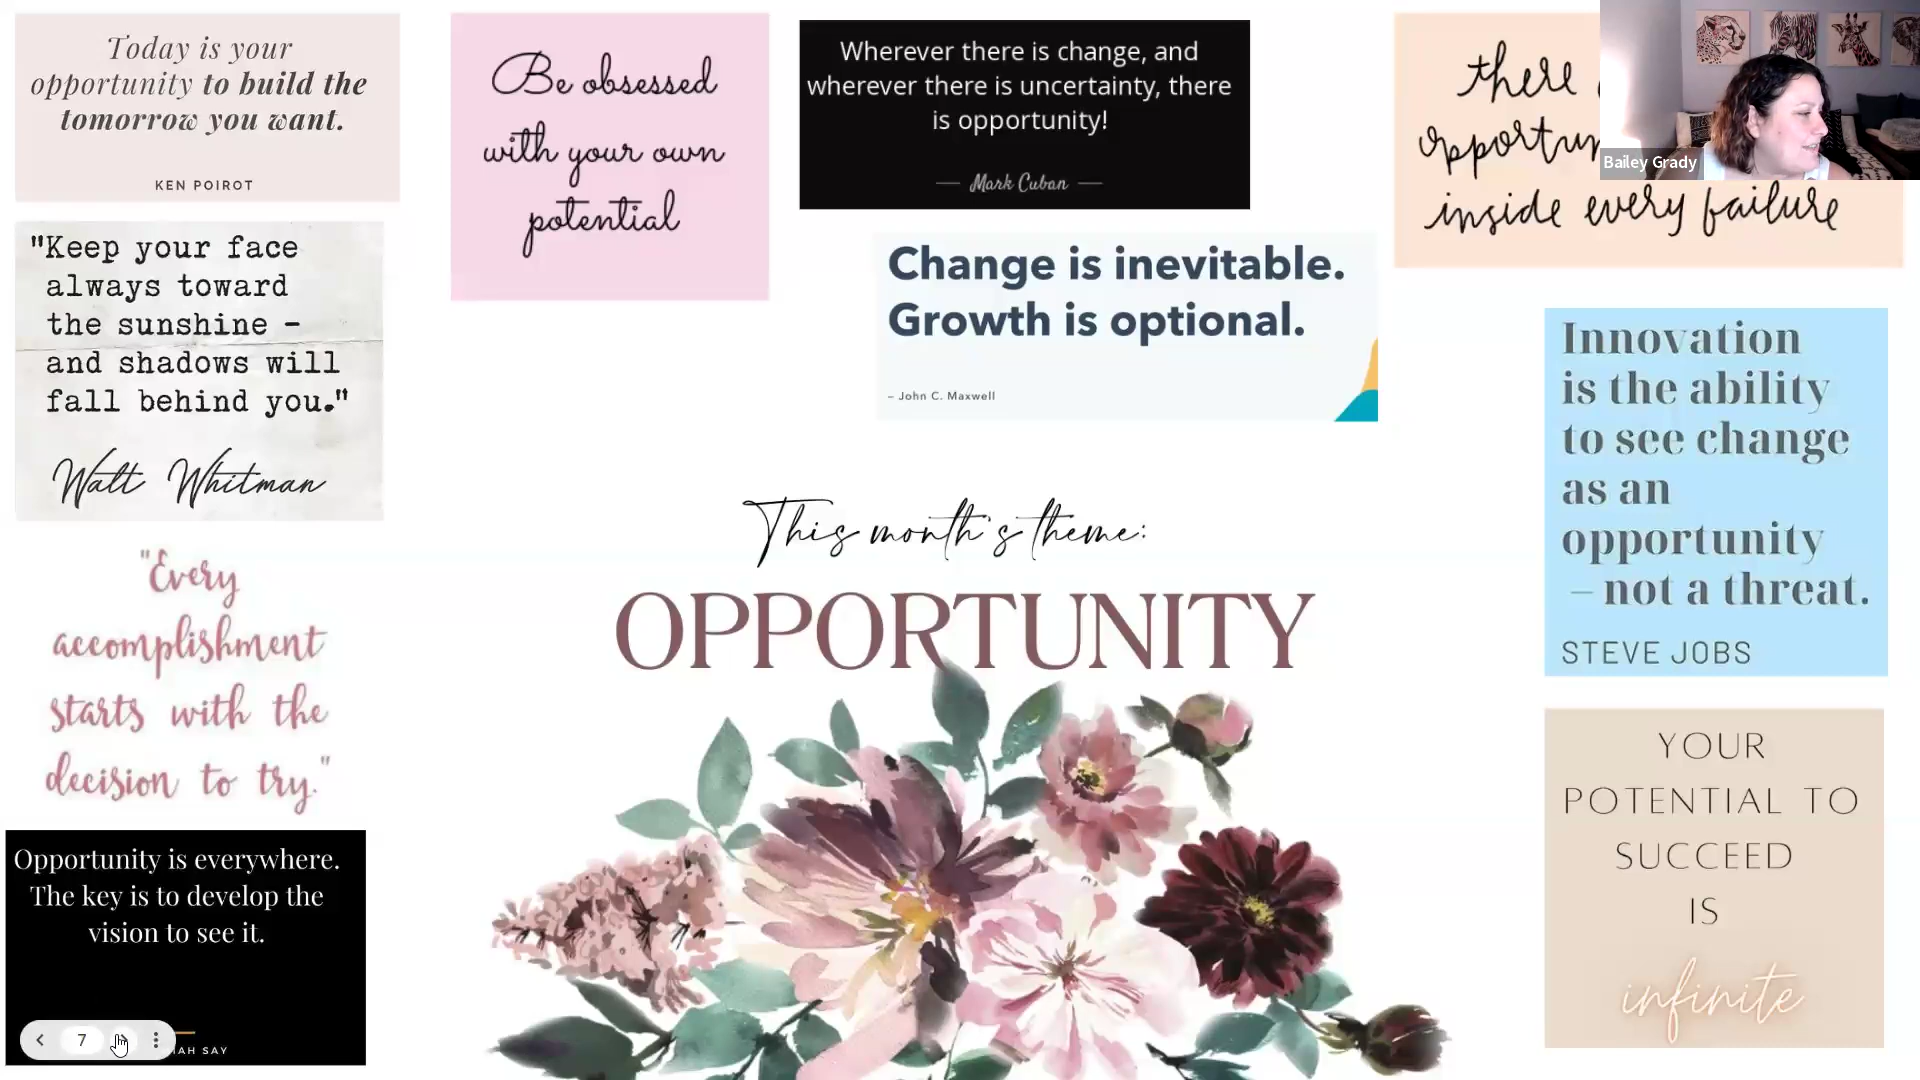 Today is your
opportunity to build the
tomorrow you want.
KEN POIROT
Be obsessed
with your own
potential
Wherever there is change, and
wherever there is uncertainty, there
is opportunity!
Mark Cuban
there
inside every failure
Bailey Grady
"Keep your face
always toward
the sunshine -
and shadows will
fall behind you."
Walt Whitman
Change is inevitable.
Growth is optional.
– John C. Maxwell
Innovation
is the ability
to see change
as an
opportunity
– not a threat.
STEVE JOBS
This month's theme:
OPPORTUNITY
"Every
accomplishment
starts with the
decision to try."
YOUR
POTENTIAL TO
SUCCEED
IS
infinite
Opportunity is everywhere.
The key is to develop the
vision to see it.
SAY
7